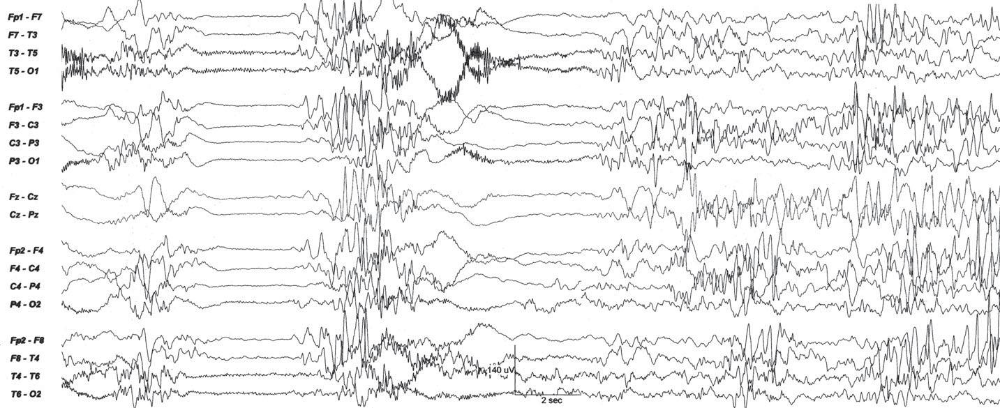 Fp1 - F7
F7 - T3
T3 - T5
T5 - O1
Fp1 - F3
F3 - C3
C3 - P3
P3 - O1
Fz - Cz
Cz - Pz
Fp2 - F4
F4 - C4
C4 - P4
P4 - O2
Fp2 - F8
F8 - T4
T4 - T6
T6 - O2
140 uV
2 sec